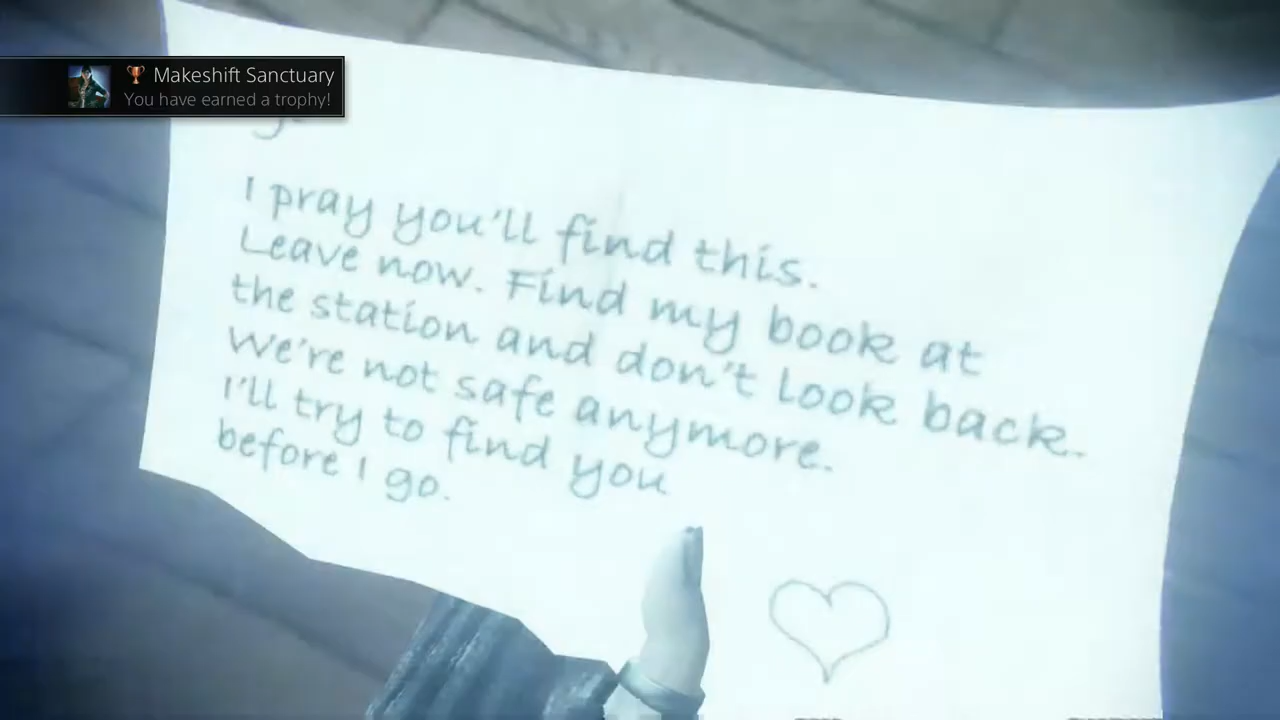 Makeshift Sanctuary
You have earned a trophy!
I pray you'll find this.
Leave now. Find my book at
the station and don't look back.
We're not safe anymore.
I'll try to find you
before I go.